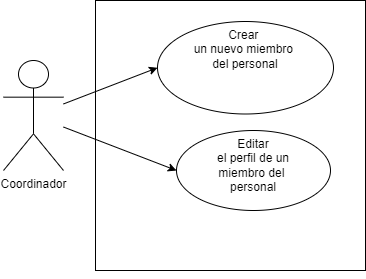 Crear
un nuevo miembro
del personal
Editar
el perfil de un
miembro del
personal
Coordinador